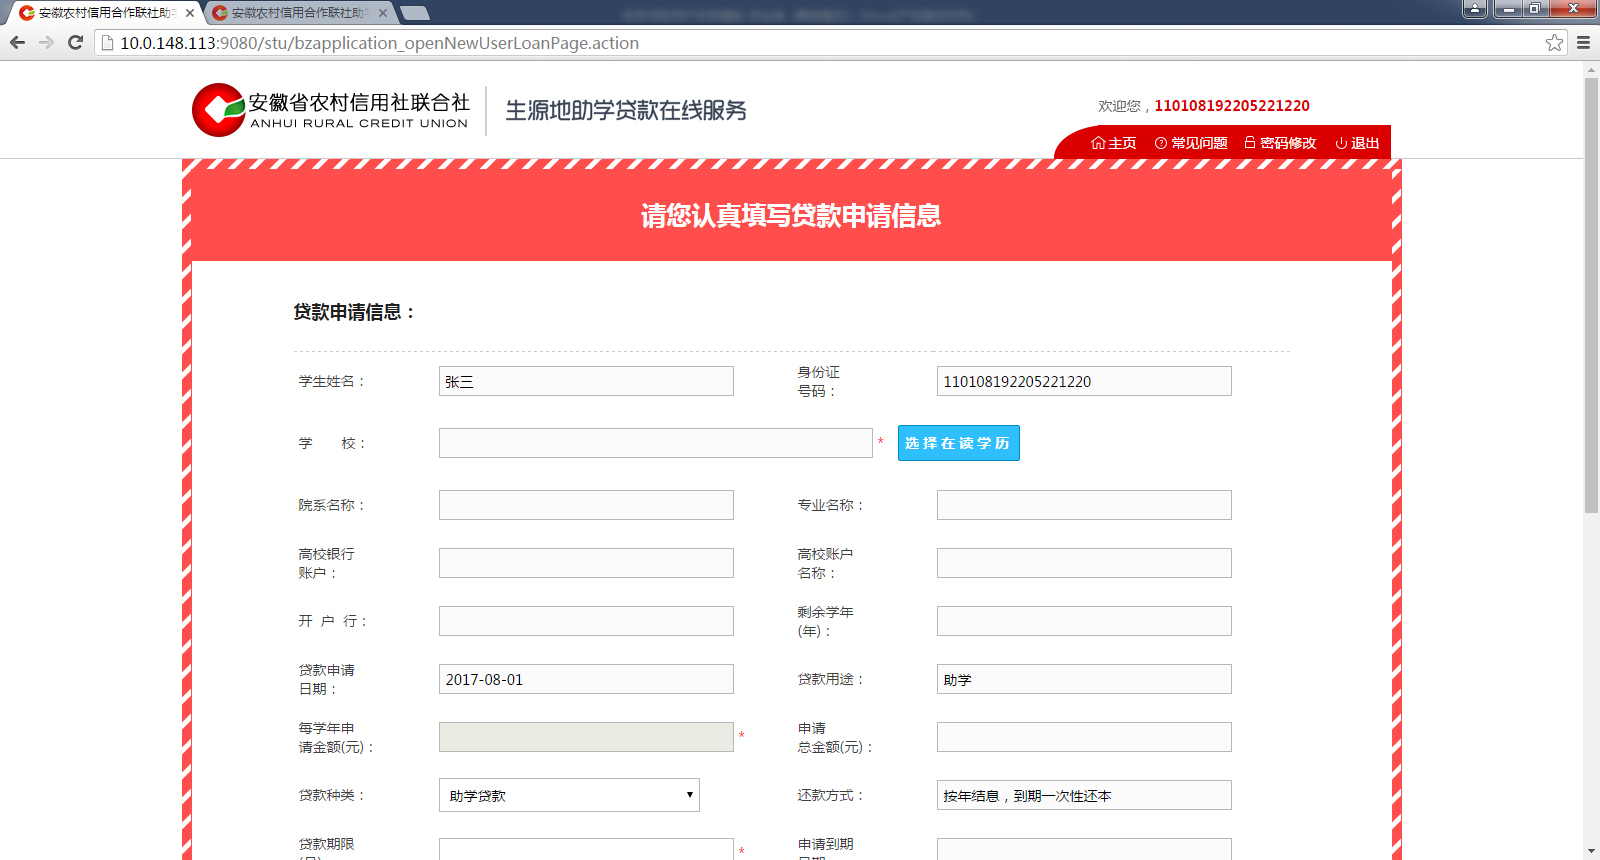 安徽农村信用合作联社助学
安徽农村信用合作联社助学
10.0.148.113:9080/stu/bzapplication_openNewUserLoanPage.action
安徽省农村信用社联合社
ANHUI RURAL CREDIT UNION
生源地助学贷款在线服务
欢迎您，110108192205221220
主页 常见问题 密码修改 退出
请您认真填写贷款申请信息
贷款申请信息：
学生姓名： 张三 身份证
号码： 110108192205221220
学 校： * 选择在读学历
院系名称： 专业名称：
高校银行
账户： 高校账户
名称：
开 户 行： 剩余学年
(年)：
贷款申请
日期： 2017-08-01 贷款用途： 助学
每学年申
请金额(元)： * 申请
总金额(元)：
贷款种类： 助学贷款 还款方式： 按年结息，到期一次性还本
贷款期限 * 申请到期